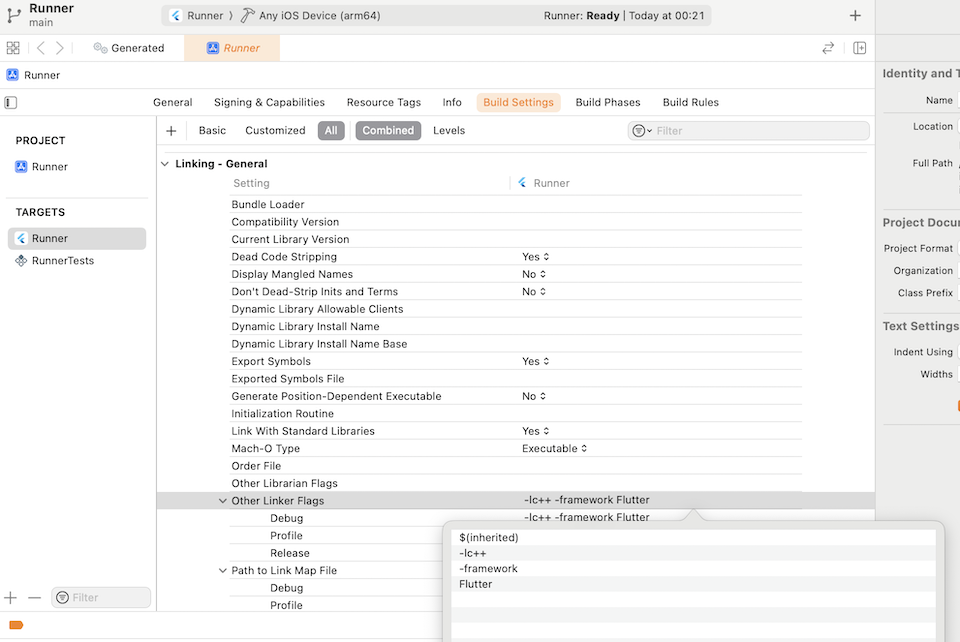 Runner
main
Runner 〉 Any iOS Device (arm64)
Runner: Ready | Today at 00:21
Generated
Runner
Runner
General Signing & Capabilities Resource Tags Info Build Settings Build Phases Build Rules
Basic Customized All Combined Levels
Filter
PROJECT
Runner
TARGETS
Runner
RunnerTests
Filter
Linking - General
Setting Runner
Bundle Loader
Compatibility Version
Current Library Version
Dead Code Stripping Yes
Display Mangled Names No
Don't Dead-Strip Inits and Terms No
Dynamic Library Allowable Clients
Dynamic Library Install Name
Dynamic Library Install Name Base
Export Symbols Yes
Exported Symbols File
Generate Position-Dependent Executable No
Initialization Routine
Link With Standard Libraries Yes
Mach-O Type Executable
Order File
Other Librarian Flags
Other Linker Flags -lc++ -framework Flutter
Debug -lc++ -framework Flutter
Profile
Release
Path to Link Map File
Debug
Profile
$(inherited)
-lc++
-framework
Flutter
Identity and T
Name
Location
Full Path
Project Docu
Project Format
Organization
Class Prefix
Text Settings
Indent Using
Widths